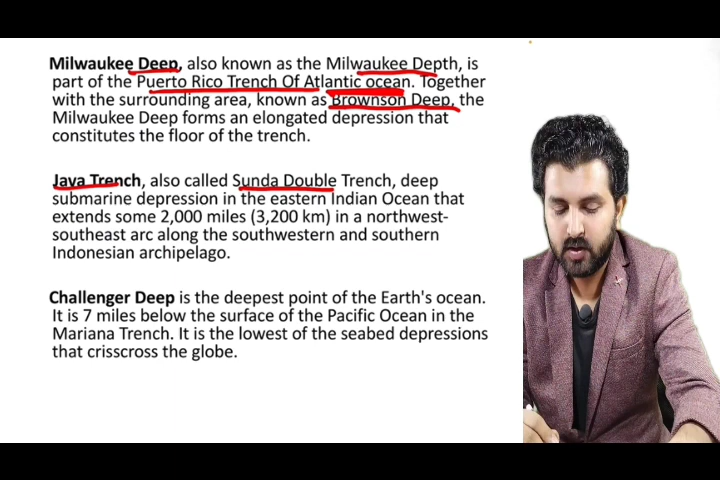 Milwaukee Deep, also known as the Milwaukee Depth, is
part of the Puerto Rico Trench Of Atlantic ocean. Together
with the surrounding area, known as Brownson Deep, the
Milwaukee Deep forms an elongated depression that
constitutes the floor of the trench.
Java Trench, also called Sunda Double Trench, deep
submarine depression in the eastern Indian Ocean that
extends some 2,000 miles (3,200 km) in a northwest-
southeast arc along the southwestern and southern
Indonesian archipelago.
Challenger Deep is the deepest point of the Earth's ocean.
It is 7 miles below the surface of the Pacific Ocean in the
Mariana Trench. It is the lowest of the seabed depressions
that crisscross the globe.